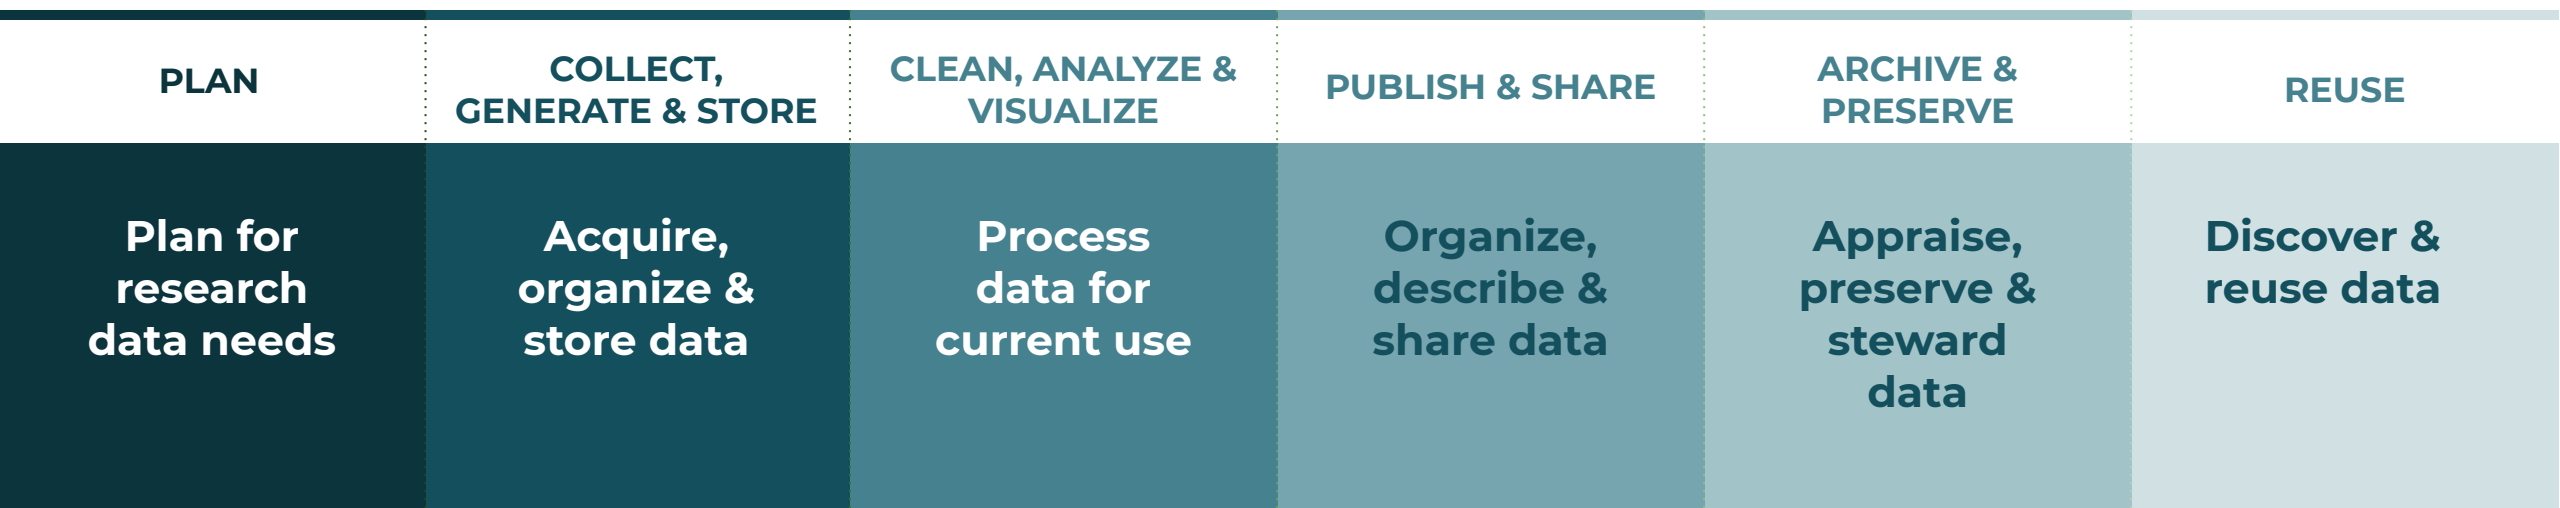 PLAN
COLLECT,
GENERATE & STORE
CLEAN, ANALYZE &
VISUALIZE
PUBLISH & SHARE
ARCHIVE &
PRESERVE
REUSE
Plan for
research
data needs
Acquire,
organize &
store data
Process
data for
current use
Organize,
describe &
share data
Appraise,
preserve &
steward
data
Discover &
reuse data